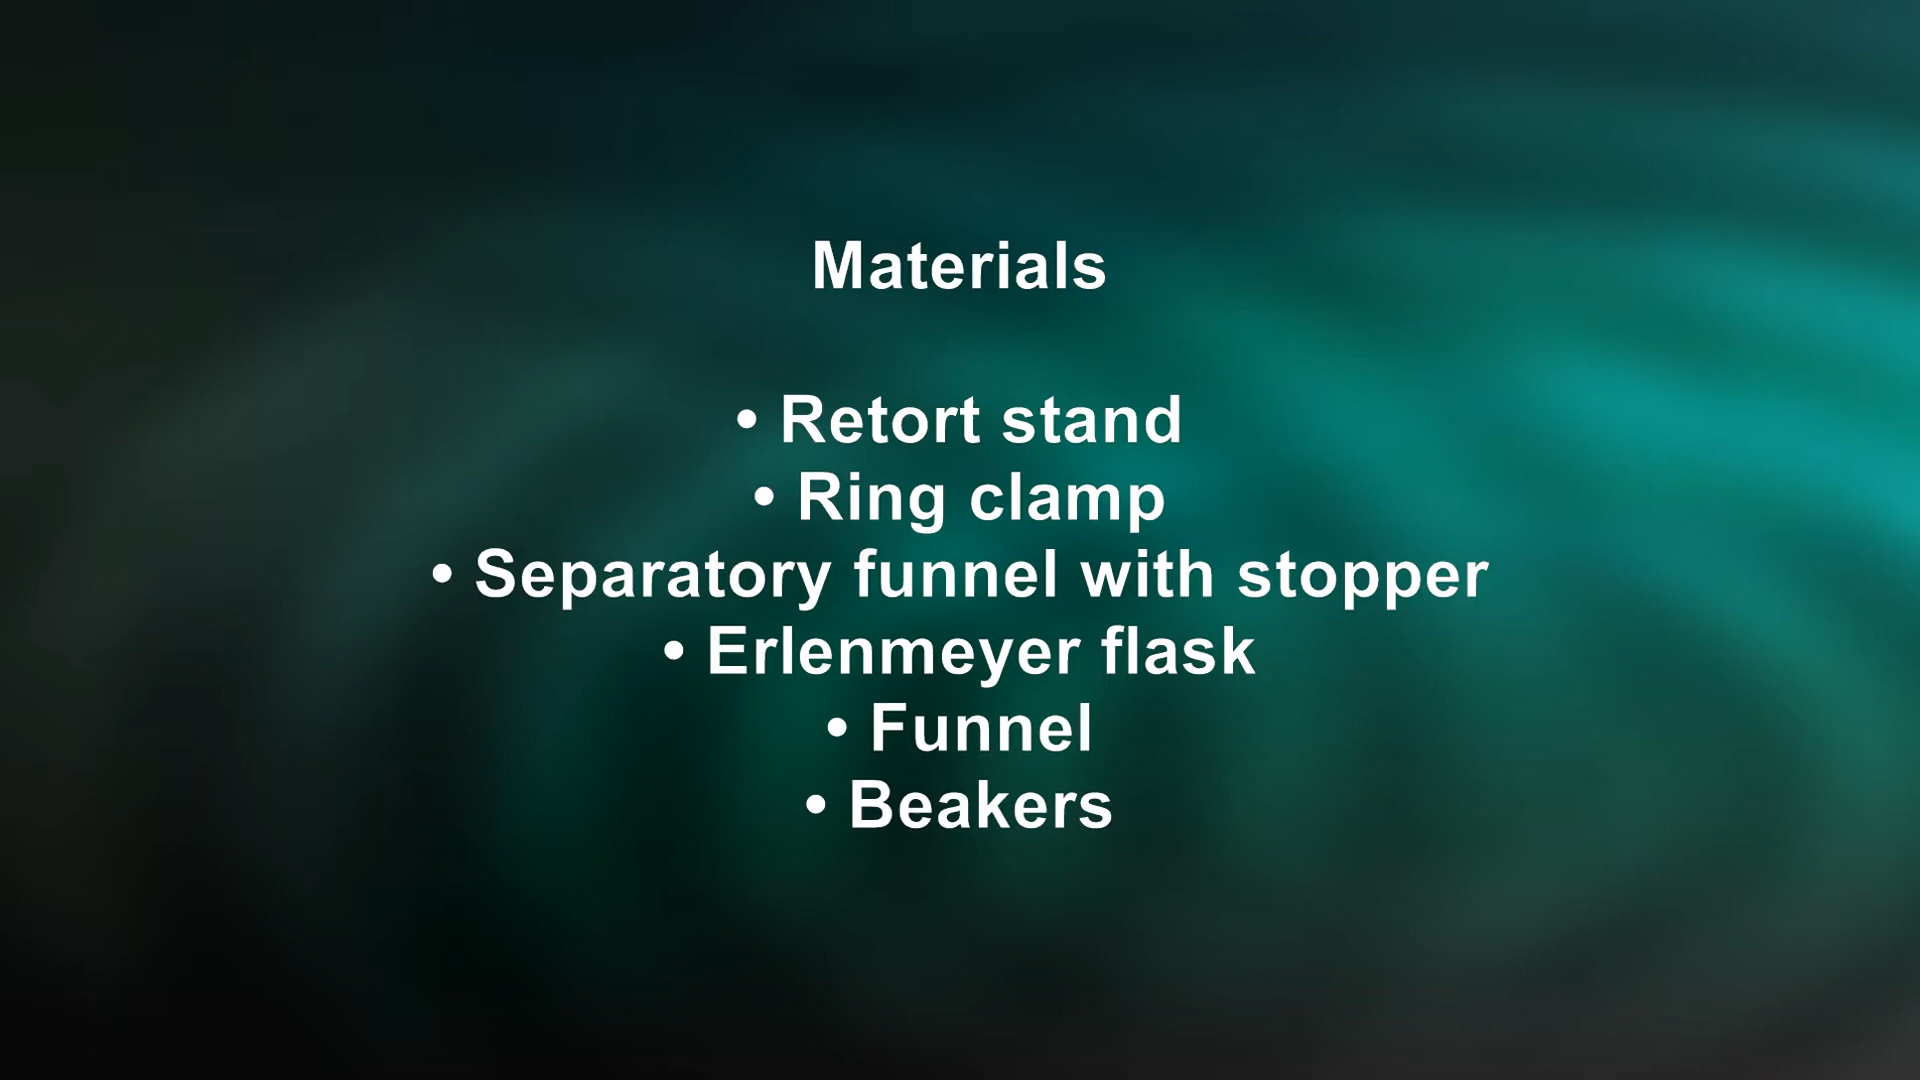 Materials
• Retort stand
• Ring clamp
• Separatory funnel with stopper
• Erlenmeyer flask
• Funnel
• Beakers